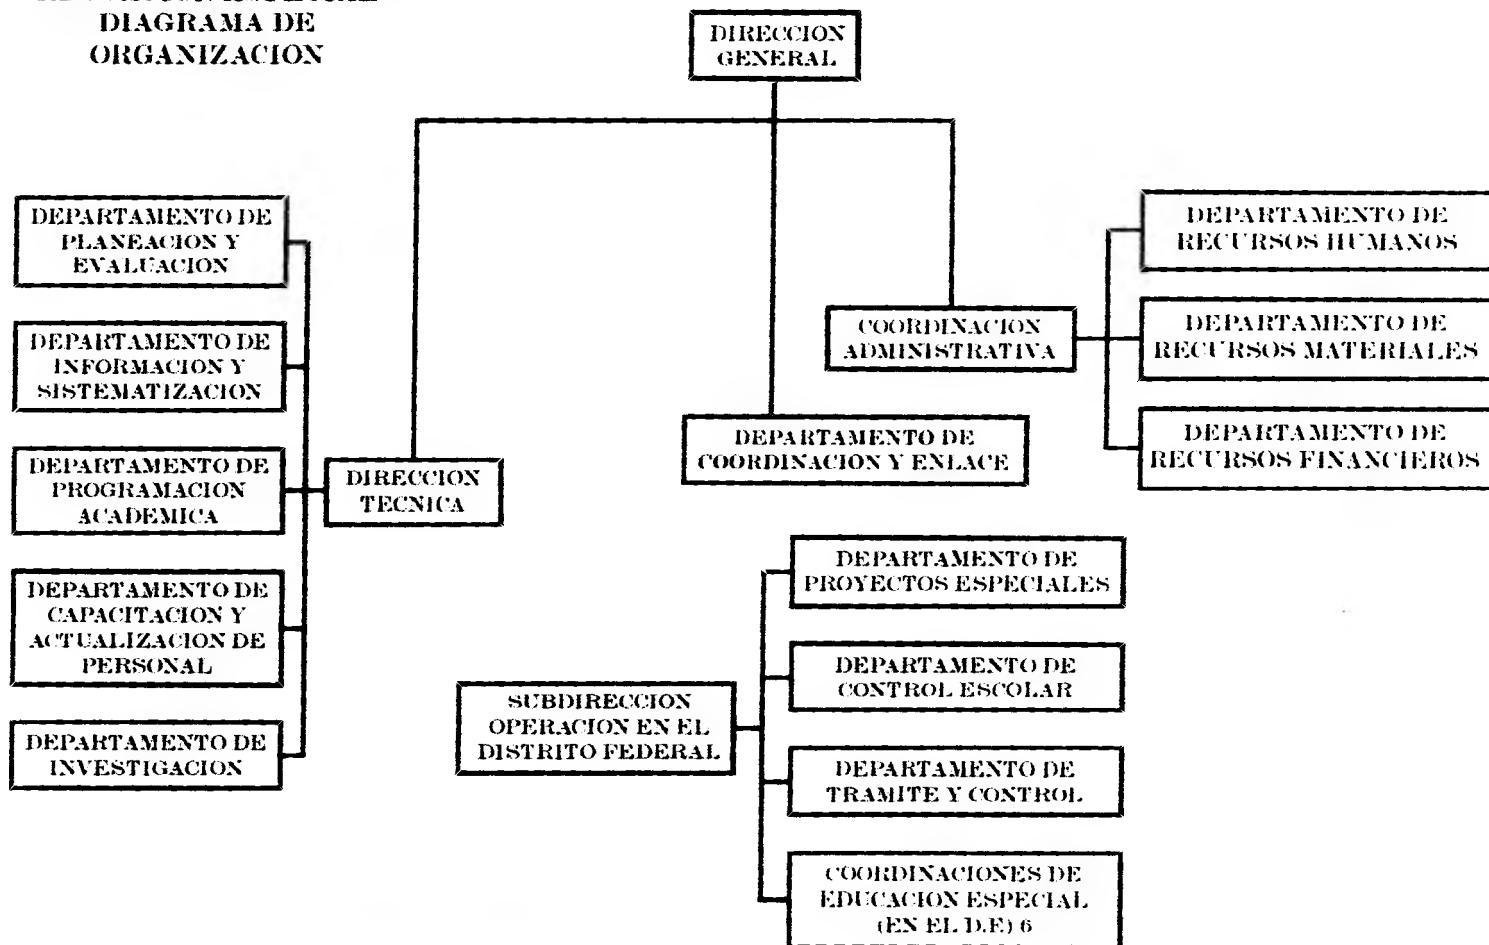 DIAGRAMA DE
ORGANIZACION
DIRECCION
GENERAL
DEPARTAMENTO DE
PLANEACION Y
EVALUACION
DEPARTAMENTO DE
INFORMACION Y
SISTEMATIZACION
DEPARTAMENTO DE
PROGRAMACION
ACADEMICA
DEPARTAMENTO DE
CAPACITACION Y
ACTUALIZACION DE
PERSONAL
DEPARTAMENTO DE
INVESTIGACION
DIRECCION
TECNICA
DEPARTAMENTO DE
COORDINACION Y ENLACE
COORDINACION
ADMINISTRATIVA
DEPARTAMENTO DE
RECURSOS HUMANOS
DEPARTAMENTO DE
RECURSOS MATERIALES
DEPARTAMENTO DE
RECURSOS FINANCIEROS
SUBDIRECCION
OPERACION EN EL
DISTRITO FEDERAL
DEPARTAMENTO DE
PROYECTOS ESPECIALES
DEPARTAMENTO DE
CONTROL ESCOLAR
DEPARTAMENTO DE
TRAMITE Y CONTROL
COORDINACIONES DE
EDUCACION ESPECIAL
(EN EL D.F.) 6